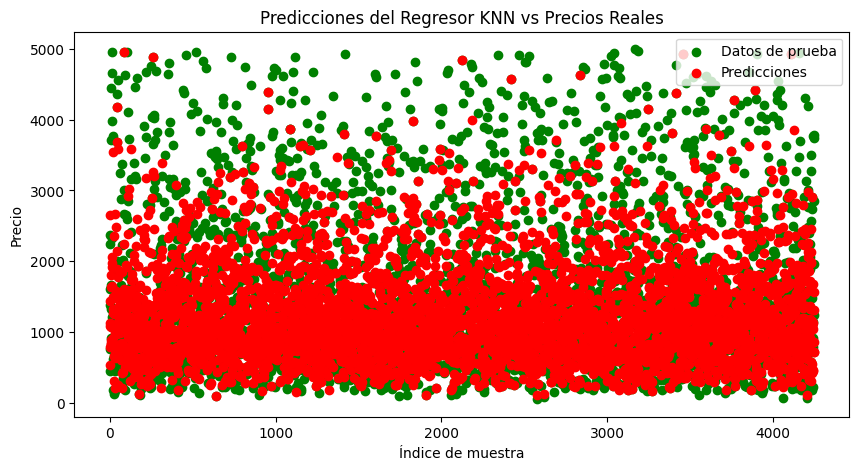 Predicciones del Regresor KNN vs Precios Reales
Datos de prueba
Predicciones
Precio
5000
4000
3000
2000
1000
0
0 1000 2000 3000 4000
Índice de muestra